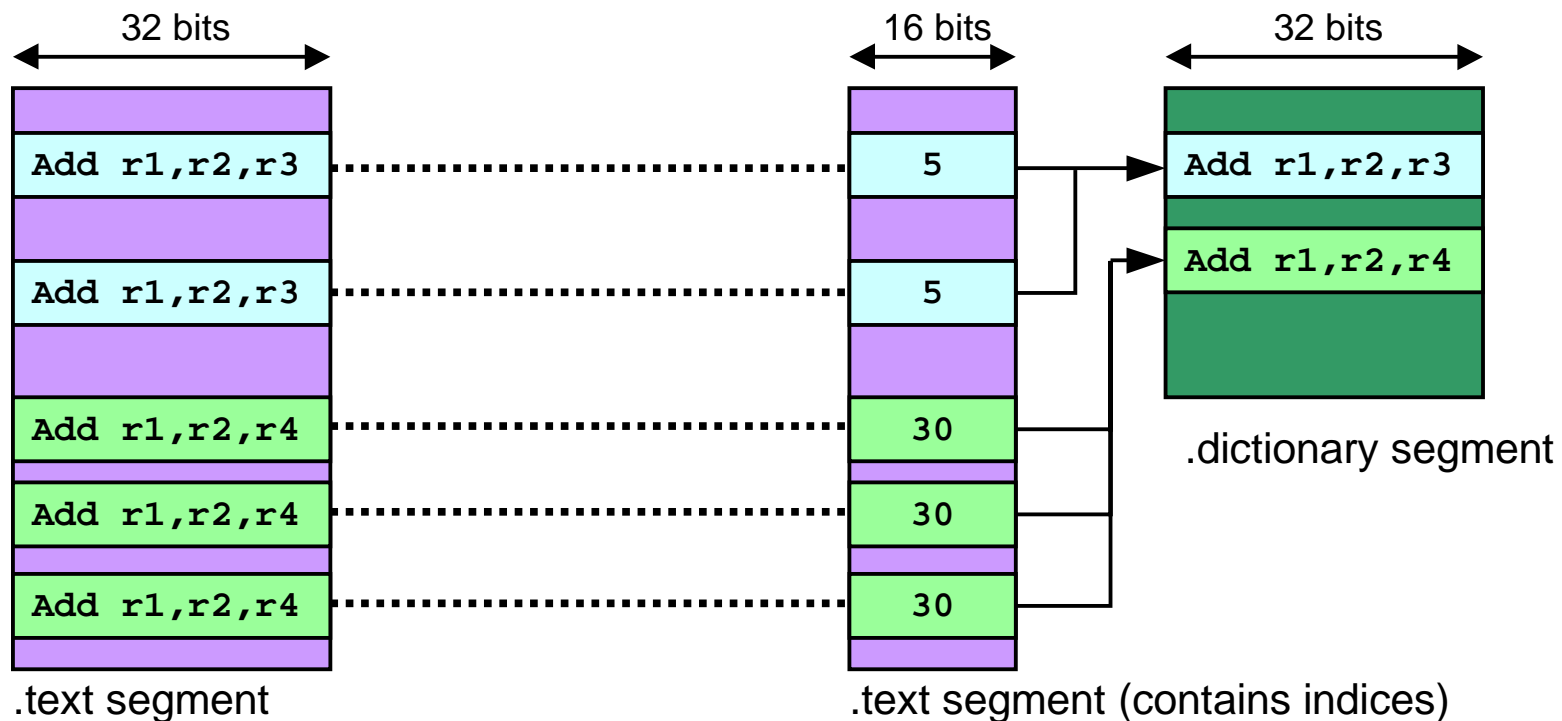 32 bits
16 bits
32 bits
Add r1,r2,r3
5
Add r1,r2,r3
Add r1,r2,r4
Add r1,r2,r3
5
Add r1,r2,r4
30
.dictionary segment
Add r1,r2,r4
30
Add r1,r2,r4
30
.text segment
.text segment (contains indices)